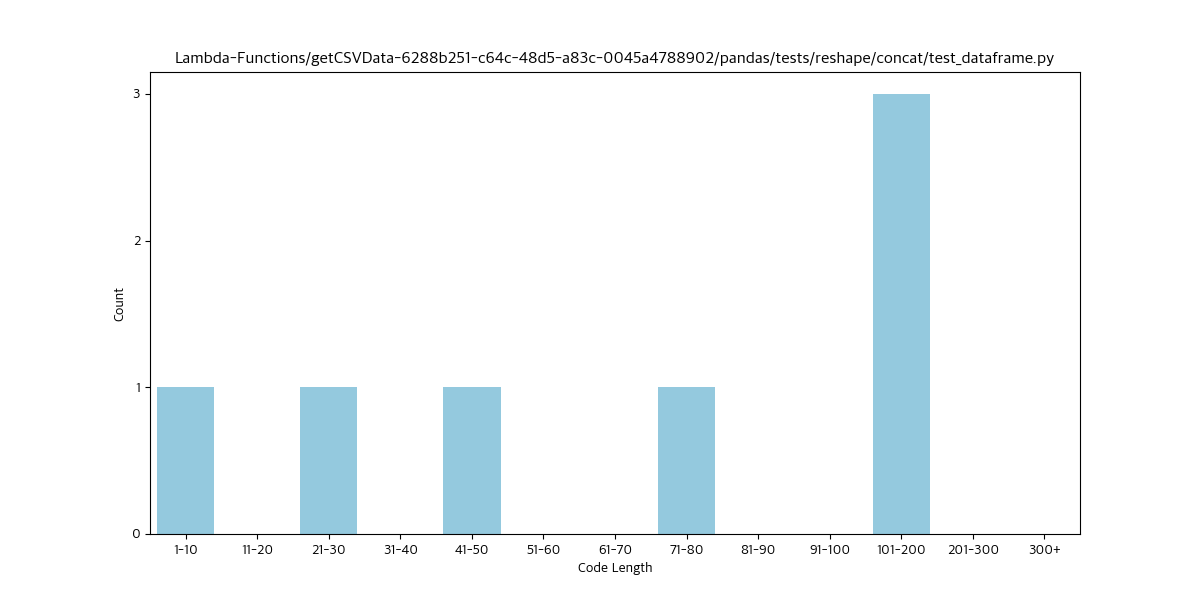 Lambda-Functions/getCSVData-6288b251-c64c-48d5-a83c-0045a4788902/pandas/tests/reshape/concat/test_dataframe.py
3
2
1
0
Count
1-10 11-20 21-30 31-40 41-50 51-60 61-70 71-80 81-90 91-100 101-200 201-300 300+
Code Length